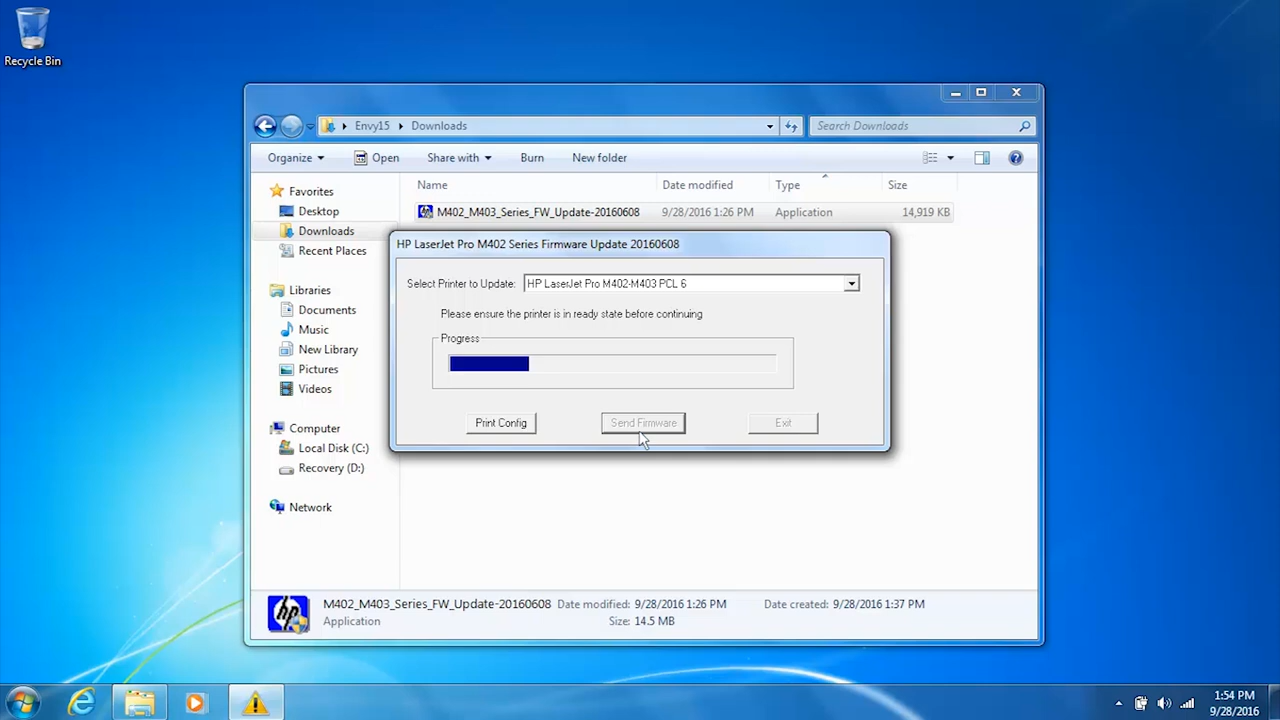 Recycle Bin
Envy15 Downloads
Search Downloads
Organize Open Share with Burn New folder
Favorites
Desktop
Downloads
Recent Places
Libraries
Documents
Music
New Library
Pictures
Videos
Computer
Local Disk (C:)
Recovery (D:)
Network
Name Date modified Type Size
M402_M403_Series_FW_Update-20160608 9/28/2016 1:26 PM Application 14,919 KB
HP LaserJet Pro M402 Series Firmware Update 20160608
Select Printer to Update: HP LaserJet Pro M402-M403 PCL 6
Please ensure the printer is in ready state before continuing
Progress
Print Config Send Firmware Exit
hp
M402_M403_Series_FW_Update-20160608 Date modified: 9/28/2016 1:26 PM Date created: 9/28/2016 1:37 PM
Application Size: 14.5 MB
1:54 PM
9/28/2016